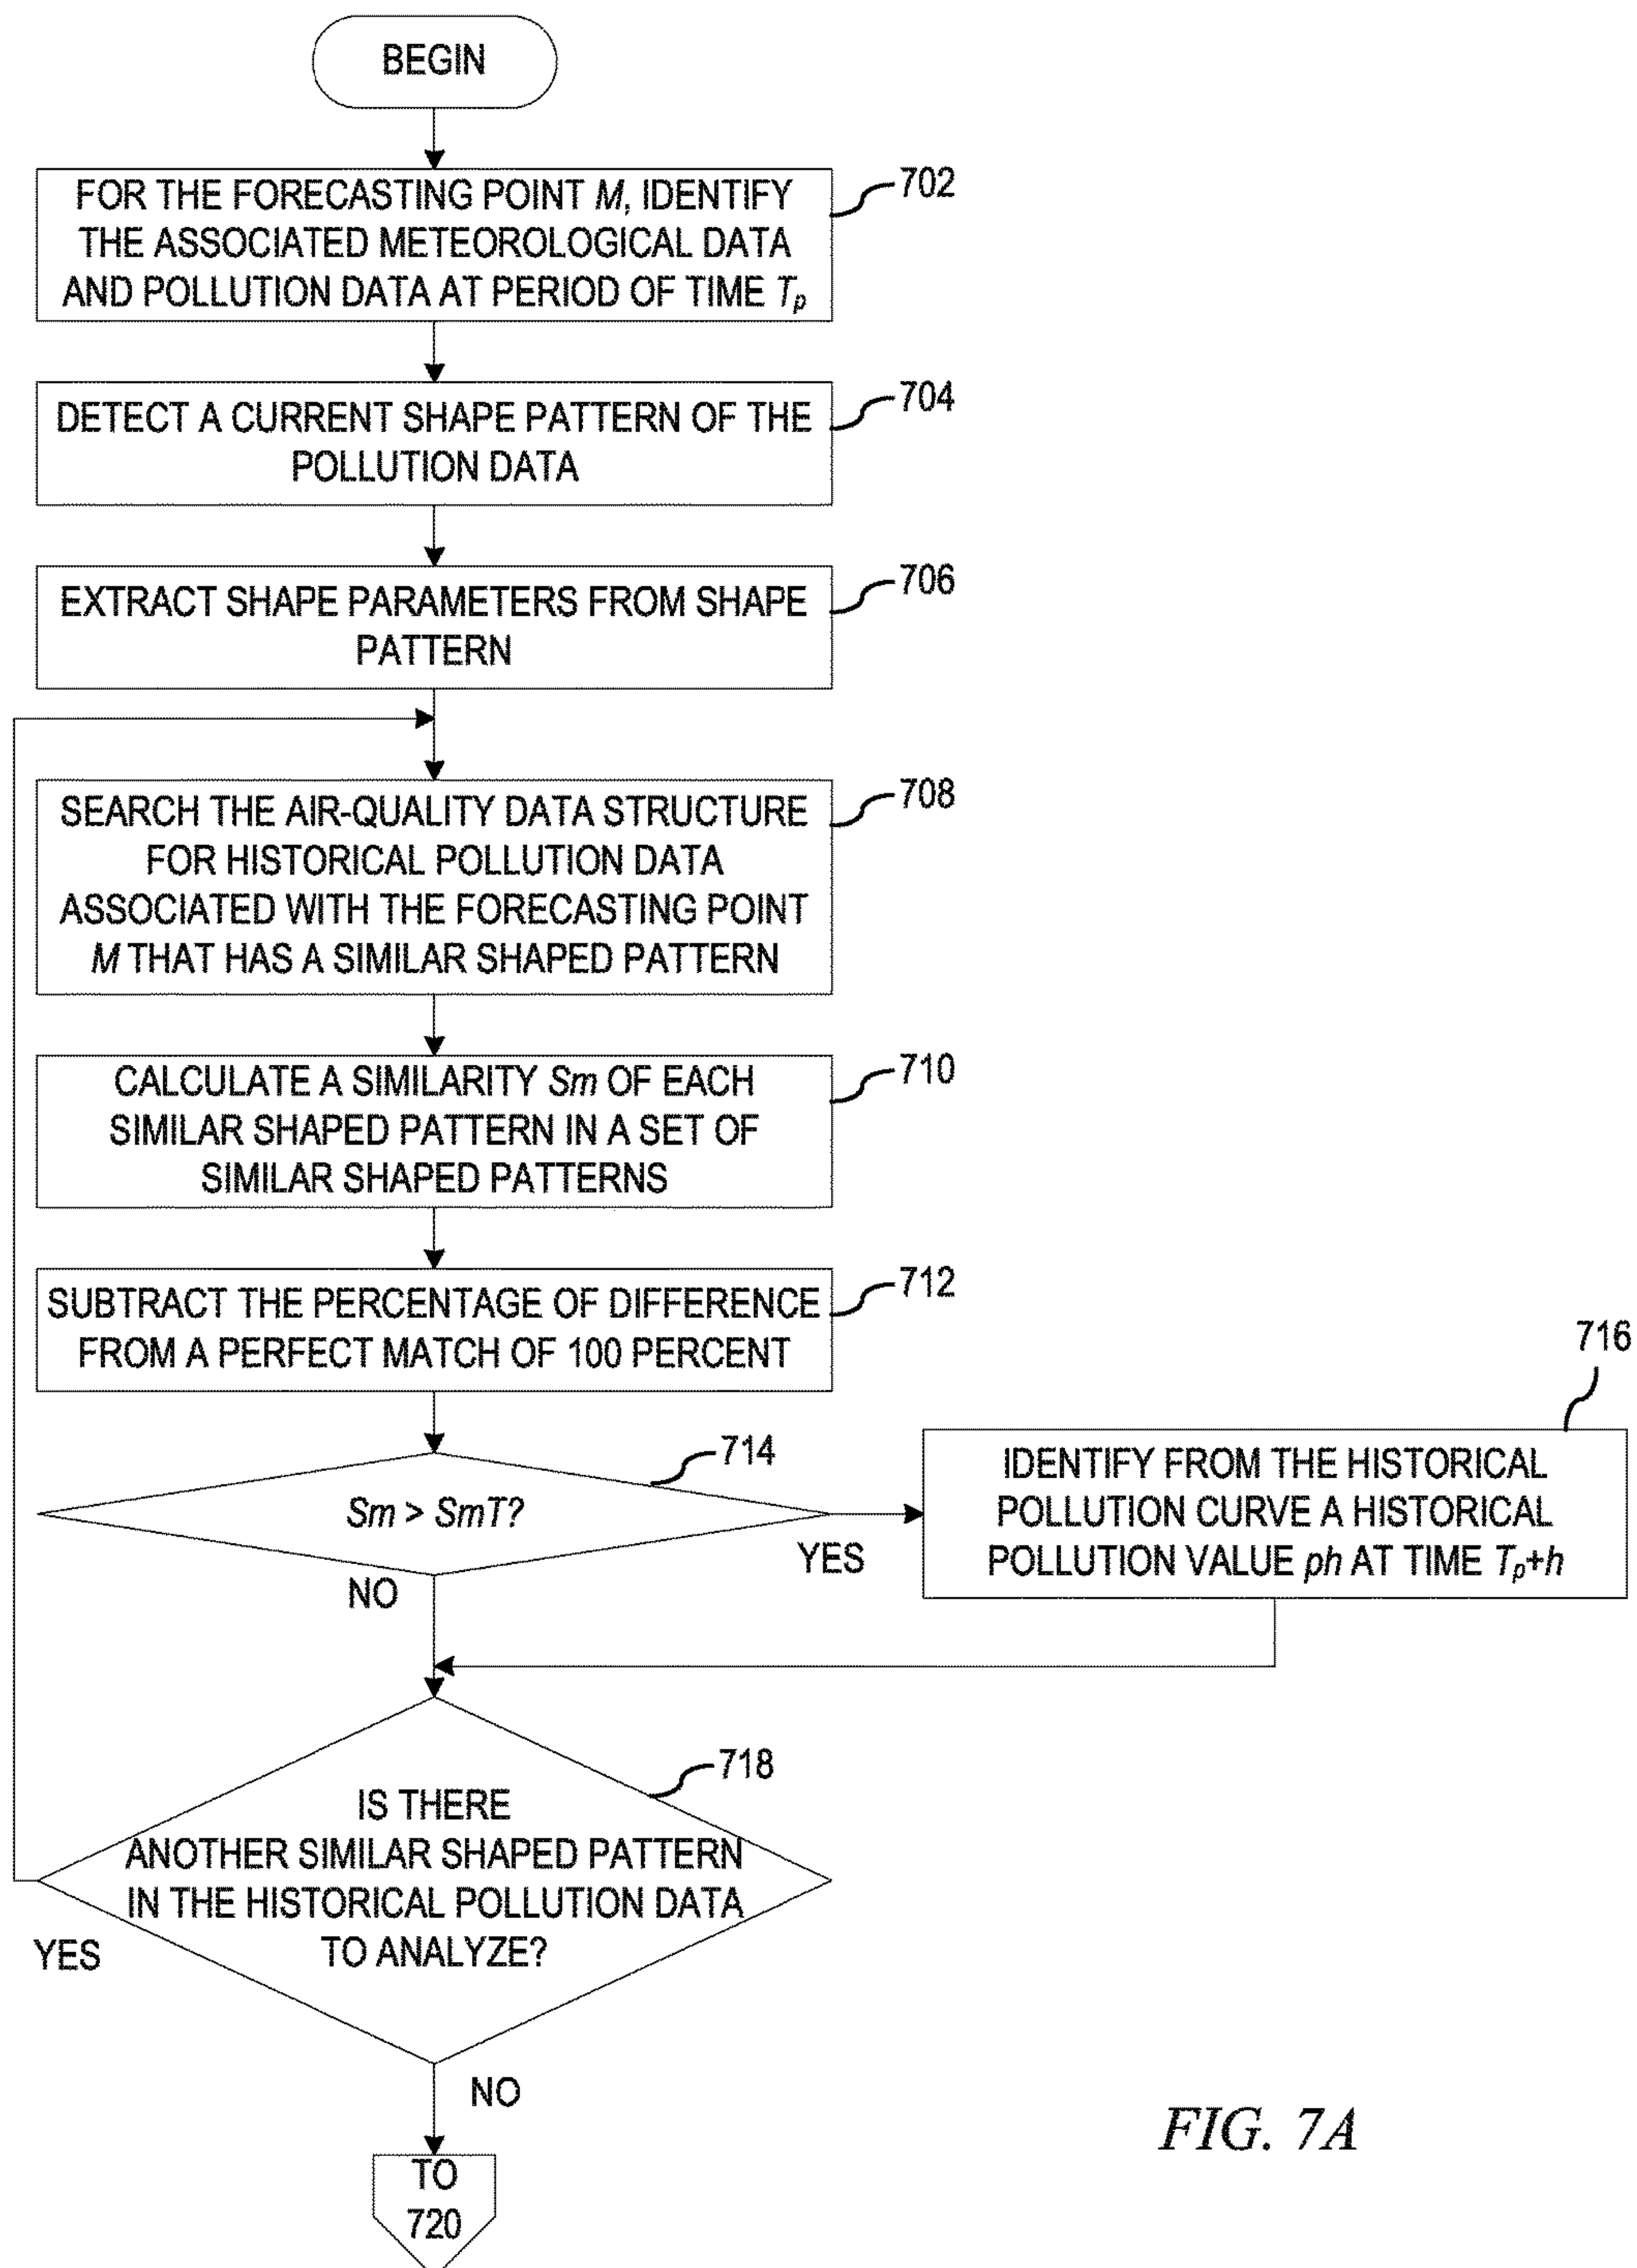 BEGIN
FOR THE FORECASTING POINT M, IDENTIFY
THE ASSOCIATED METEOROLOGICAL DATA
AND POLLUTION DATA AT PERIOD OF TIME Tp
702
DETECT A CURRENT SHAPE PATTERN OF THE
POLLUTION DATA
704
EXTRACT SHAPE PARAMETERS FROM SHAPE
PATTERN
706
SEARCH THE AIR-QUALITY DATA STRUCTURE
FOR HISTORICAL POLLUTION DATA
ASSOCIATED WITH THE FORECASTING POINT
M THAT HAS A SIMILAR SHAPED PATTERN
708
CALCULATE A SIMILARITY Sm OF EACH
SIMILAR SHAPED PATTERN IN A SET OF
SIMILAR SHAPED PATTERNS
710
SUBTRACT THE PERCENTAGE OF DIFFERENCE
FROM A PERFECT MATCH OF 100 PERCENT
712
Sm > SmT?
714
YES
NO
716
IDENTIFY FROM THE HISTORICAL
POLLUTION CURVE A HISTORICAL
POLLUTION VALUE ph AT TIME Tp+h
IS THERE
ANOTHER SIMILAR SHAPED PATTERN
IN THE HISTORICAL POLLUTION DATA
TO ANALYZE?
718
YES
NO
TO
720
FIG. 7A